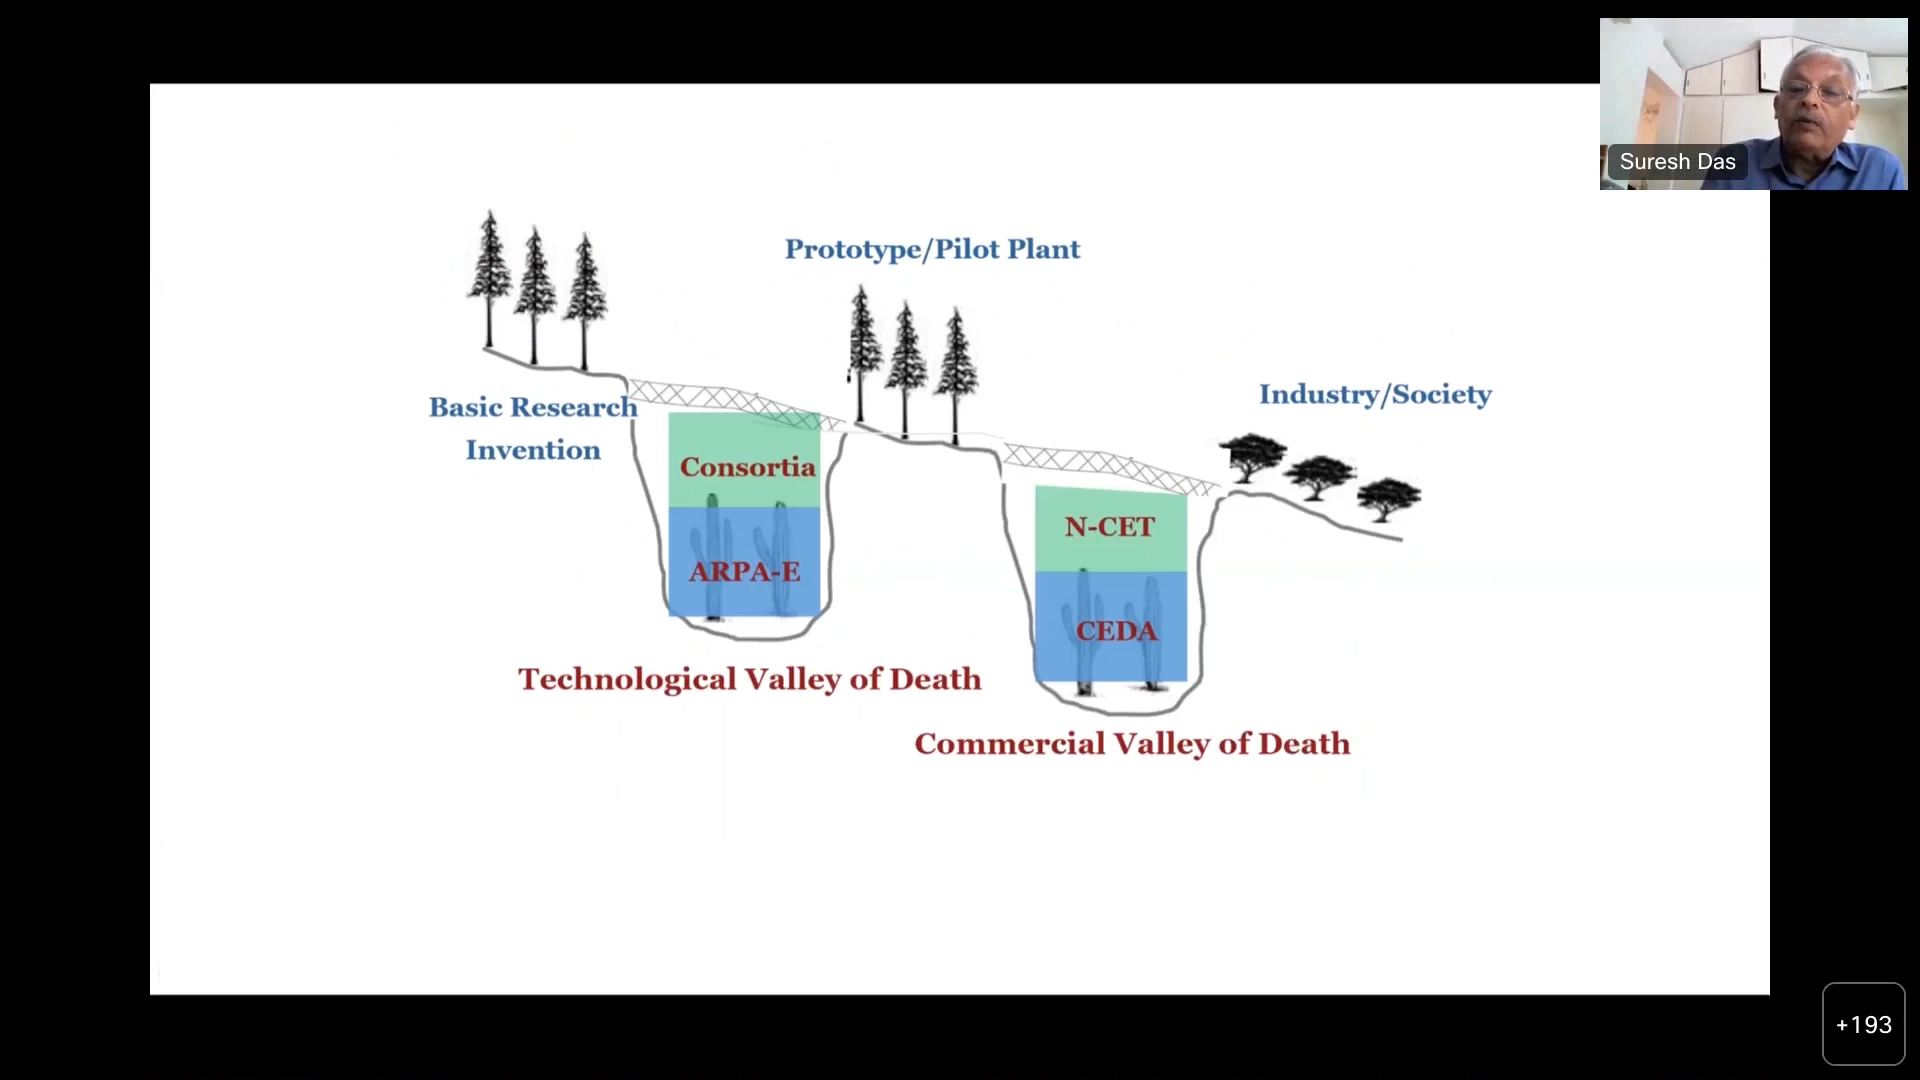 Suresh Das
Prototype/Pilot Plant
Basic Research
Invention
Industry/Society
Consortia
ARPA-E
N-CET
CEDA
Technological Valley of Death
Commercial Valley of Death
+193